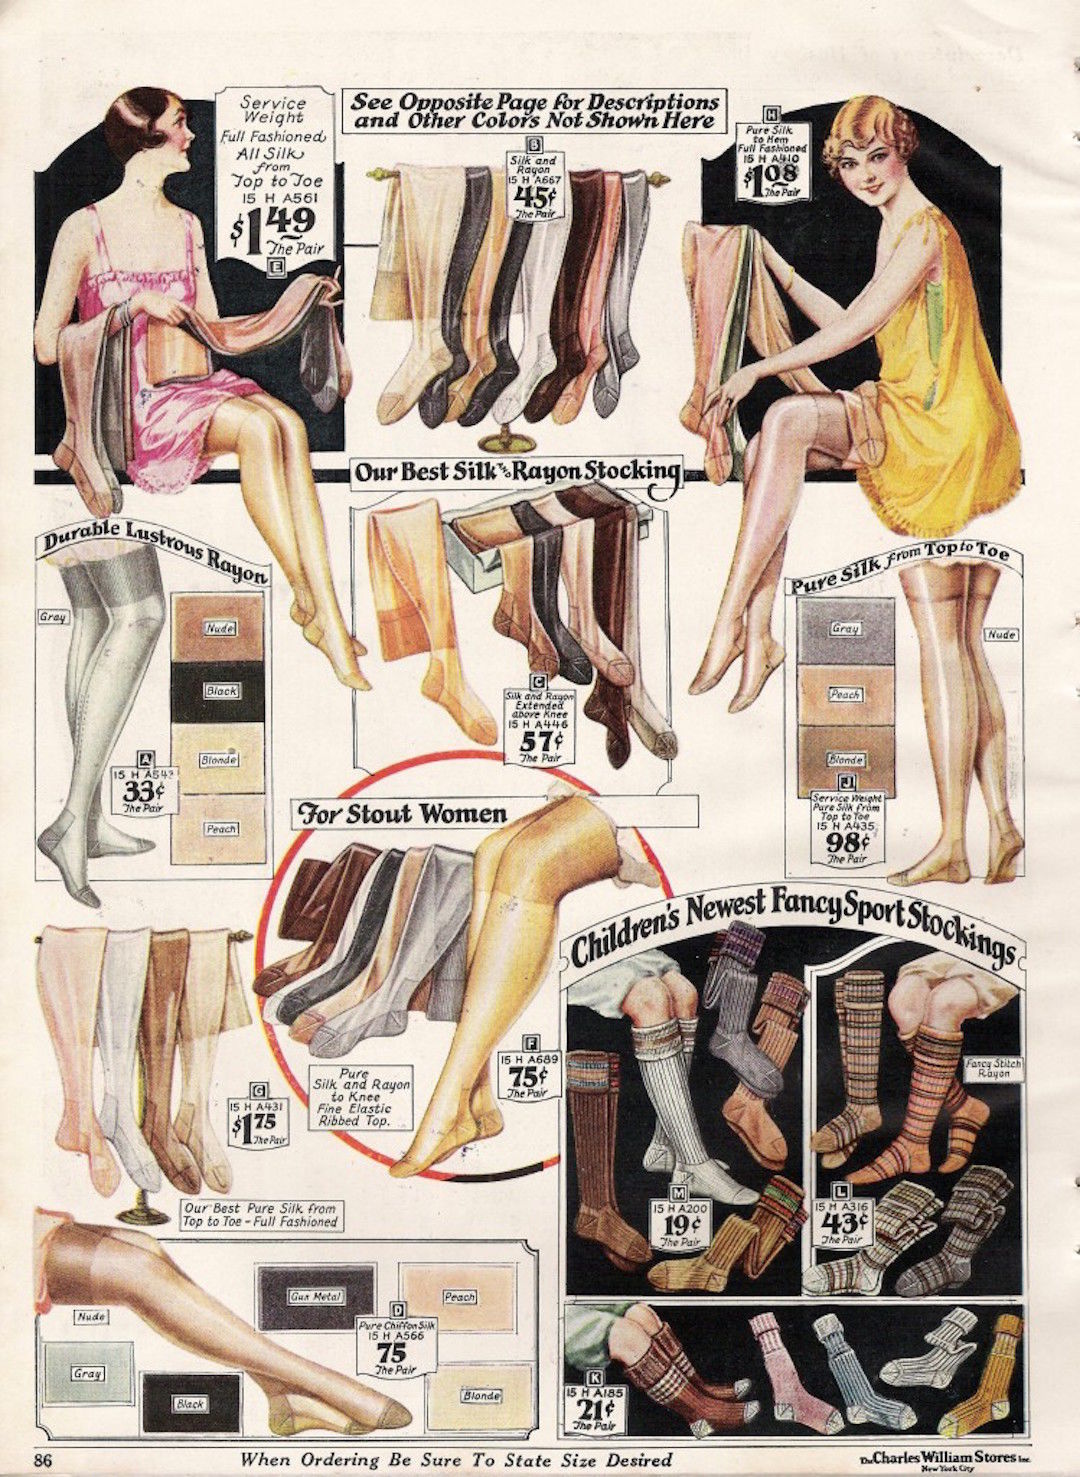 Service
Weight
Full Fashioned
All Silk
from
Top to Toe
15 H A561
$1.49
The Pair
E
See Opposite Page for Descriptions
and Other Colors Not Shown Here
B
Silk and
Rayon
15 H A667
45¢
The Pair
H
Pure Silk
to Hem
Full Fashioned
15 H A410
$1.08
The Pair
Our Best Silk AND Rayon Stocking
Durable Lustrous Rayon
Gray
Nude
Black
Blonde
Peach
A
15 H A543
33¢
The Pair
C
Silk and Rayon
Extended
above Knee
15 H A446
57¢
The Pair
Pure Silk from Top to Toe
Gray
Peach
Blonde
Nude
J
Service Weight
Pure Silk from
Top to Toe
15 H A435
98¢
The Pair
For Stout Women
F
15 H A689
75¢
The Pair
Pure
Silk and Rayon
to Knee
Fine Elastic
Ribbed Top.
G
15 H A431
$1.75
The Pair
Our Best Pure Silk from
Top to Toe - Full Fashioned
Children's Newest Fancy Sport Stockings
Fancy Stitch
Rayon
M
15 H A200
19¢
The Pair
L
15 H A316
43¢
The Pair
K
15 H A185
21¢
The Pair
Nude
Gray
Black
Gun Metal
Peach
Blonde
D
Pure Chiffon Silk
15 H A566
75
The Pair
86
When Ordering Be Sure To State Size Desired
The Charles William Stores Inc.
New York City